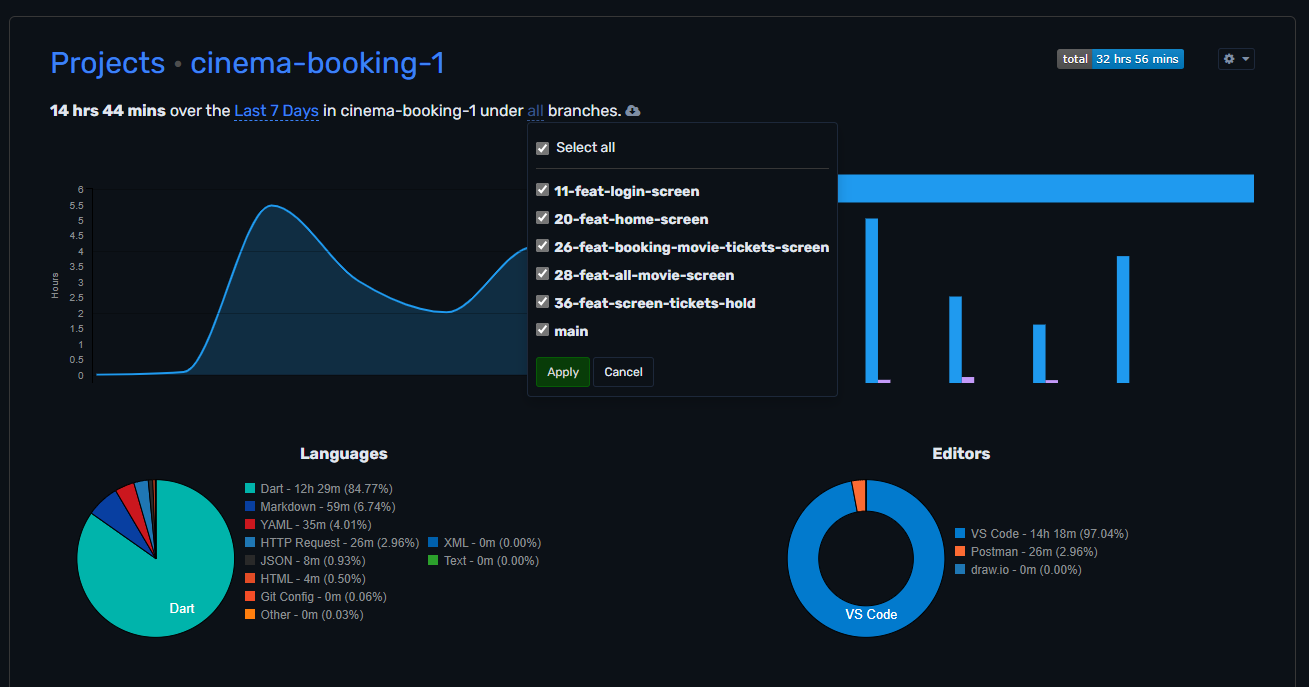 Projects • cinema-booking-1
total 32 hrs 56 mins
14 hrs 44 mins over the Last 7 Days in cinema-booking-1 under all branches.
Select all
11-feat-login-screen
20-feat-home-screen
26-feat-booking-movie-tickets-screen
28-feat-all-movie-screen
36-feat-screen-tickets-hold
main
Apply Cancel
Hours
6
5.5
5
4.5
4
3.5
3
2.5
2
1.5
1
0.5
0
Languages
Dart - 12h 29m (84.77%)
Markdown - 59m (6.74%)
YAML - 35m (4.01%)
HTTP Request - 26m (2.96%)
JSON - 8m (0.93%)
HTML - 4m (0.50%)
Git Config - 0m (0.06%)
Other - 0m (0.03%)
XML - 0m (0.00%)
Text - 0m (0.00%)
Dart
Editors
VS Code - 14h 18m (97.04%)
Postman - 26m (2.96%)
draw.io - 0m (0.00%)
VS Code